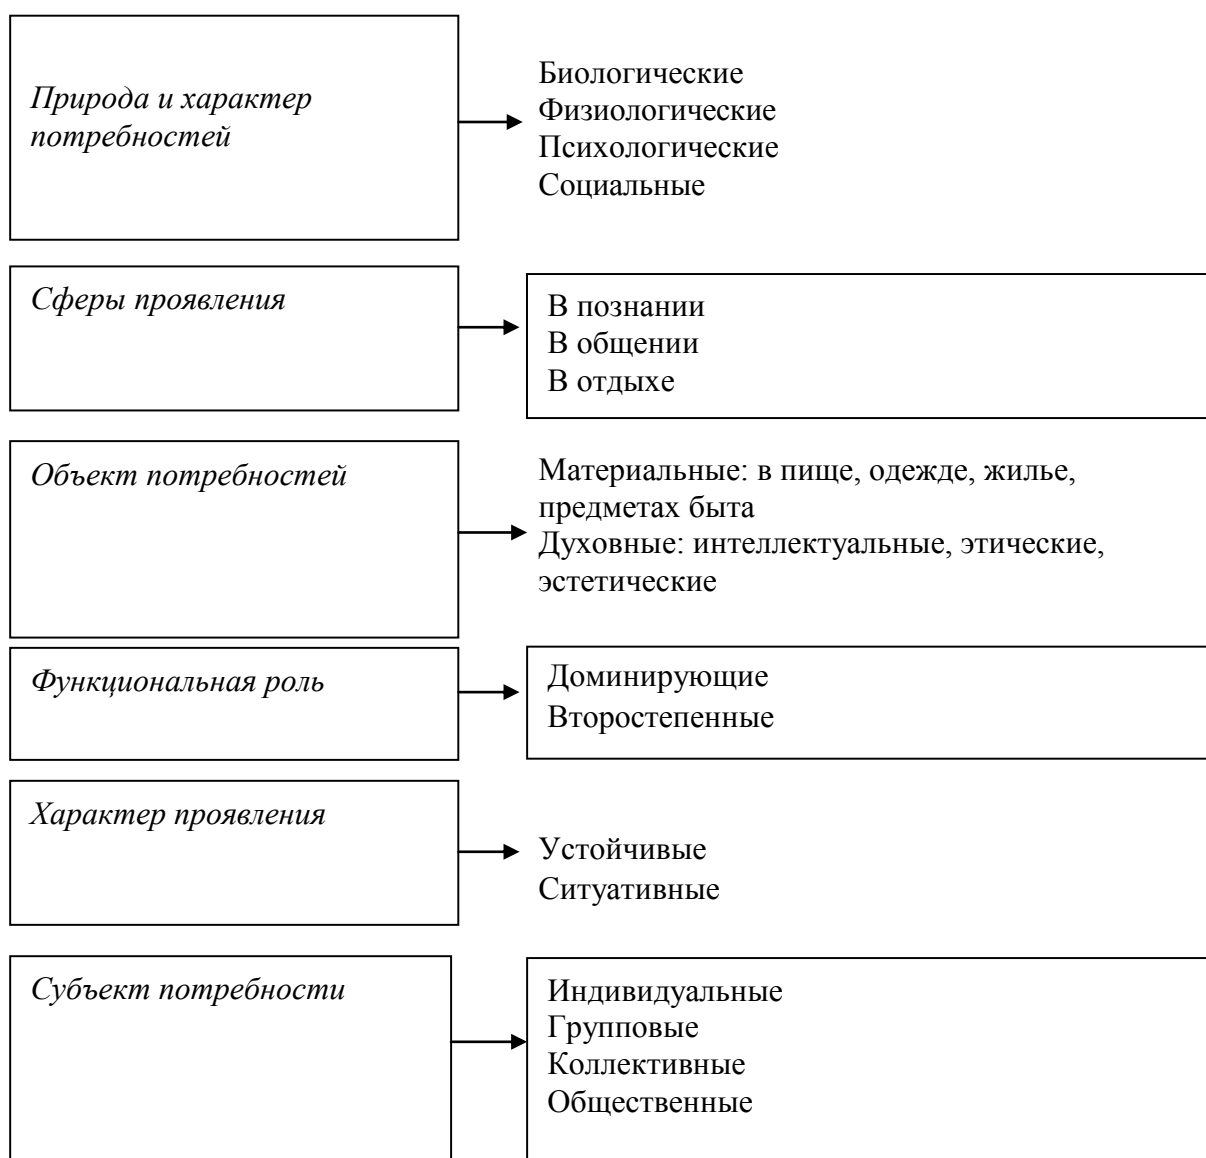 Природа и характер
потребностей
Биологические
Физиологические
Психологические
Социальные
Сферы проявления
В познании
В общении
В отдыхе
Объект потребностей
Материальные: в пище, одежде, жилье,
предметах быта
Духовные: интеллектуальные, этические,
эстетические
Функциональная роль
Доминирующие
Второстепенные
Характер проявления
Устойчивые
Ситуативные
Субъект потребности
Индивидуальные
Групповые
Коллективные
Общественные